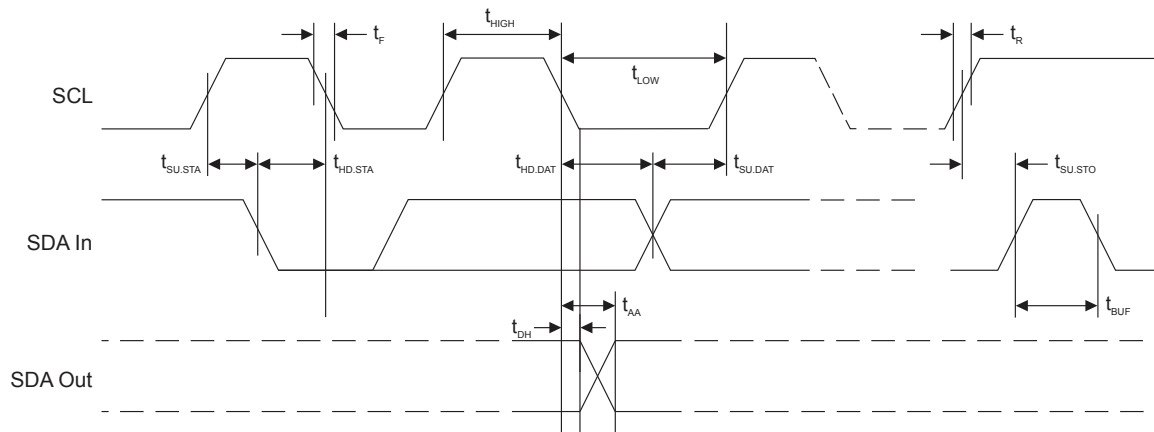 tHIGH
tF
tR
tLOW
SCL
tSU.STA
tHD.STA
tHD.DAT
tSU.DAT
tSU.STO
SDA In
tAA
tBUF
tDH
SDA Out